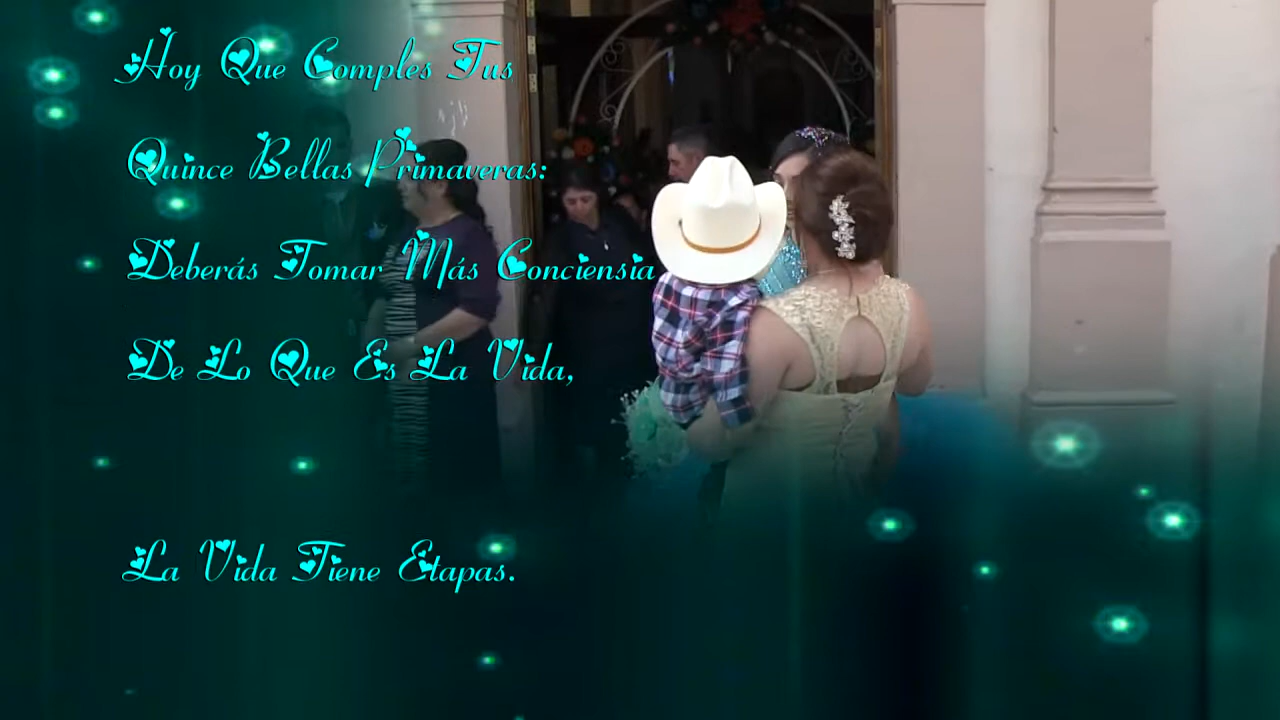 Hoy Que Comples Tus
Quince Bellas Primaveras:
Deberás Tomar Más Conciensia
De Lo Que Es La Vida,
La Vida Tiene Etapas.